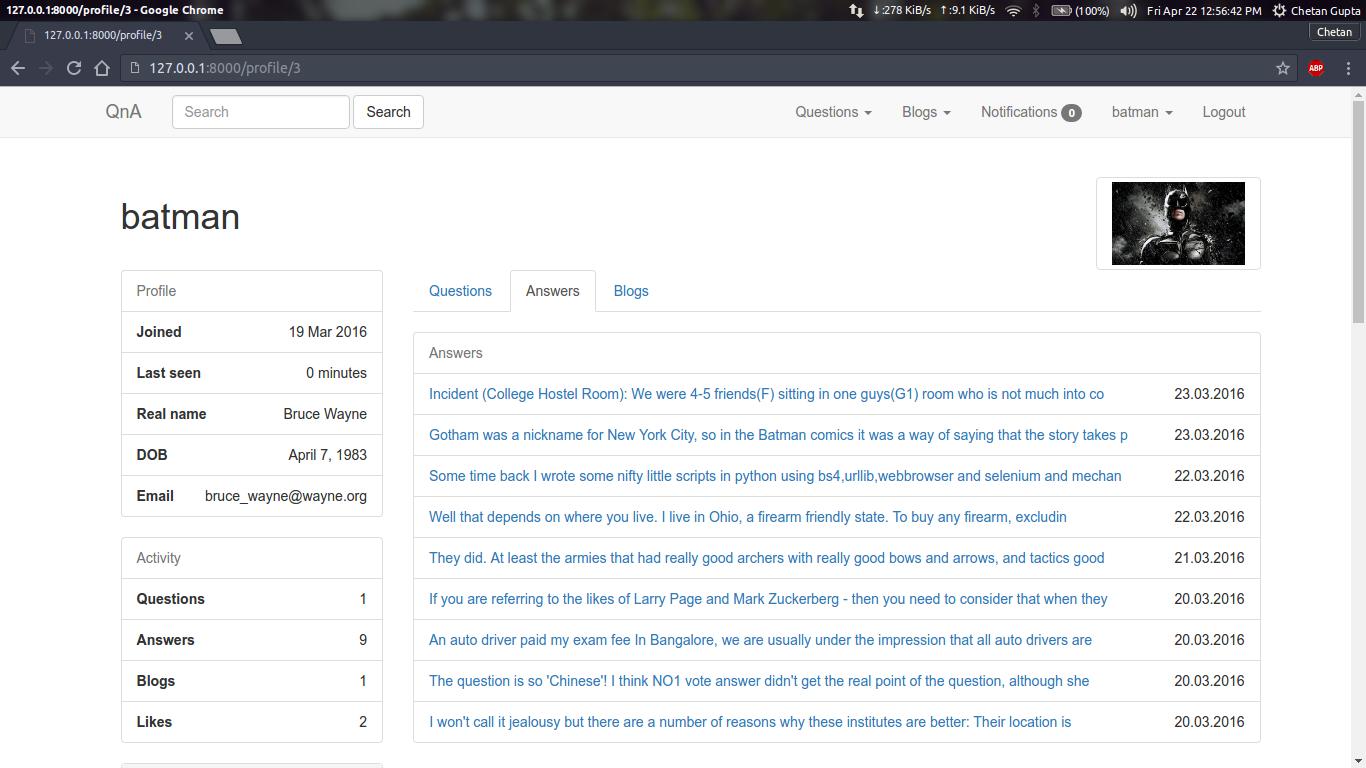 127.0.0.1:8000/profile/3 - Google Chrome ↓:278 KiB/s ↑:9.1 KiB/s (100%) Fri Apr 22 12:56:42 PM Chetan Gupta
127.0.0.1:8000/profile/3 Chetan
127.0.0.1:8000/profile/3 ABP
QnA Search Search Questions Blogs Notifications 0 batman Logout
batman
Profile
Joined 19 Mar 2016
Last seen 0 minutes
Real name Bruce Wayne
DOB April 7, 1983
Email bruce_wayne@wayne.org
Activity
Questions 1
Answers 9
Blogs 1
Likes 2
Questions Answers Blogs
Answers
Incident (College Hostel Room): We were 4-5 friends(F) sitting in one guys(G1) room who is not much into co 23.03.2016
Gotham was a nickname for New York City, so in the Batman comics it was a way of saying that the story takes p 23.03.2016
Some time back I wrote some nifty little scripts in python using bs4,urllib,webbrowser and selenium and mechan 22.03.2016
Well that depends on where you live. I live in Ohio, a firearm friendly state. To buy any firearm, excludin 22.03.2016
They did. At least the armies that had really good archers with really good bows and arrows, and tactics good 21.03.2016
If you are referring to the likes of Larry Page and Mark Zuckerberg - then you need to consider that when they 20.03.2016
An auto driver paid my exam fee In Bangalore, we are usually under the impression that all auto drivers are 20.03.2016
The question is so 'Chinese'! I think NO1 vote answer didn't get the real point of the question, although she 20.03.2016
I won't call it jealousy but there are a number of reasons why these institutes are better: Their location is 20.03.2016